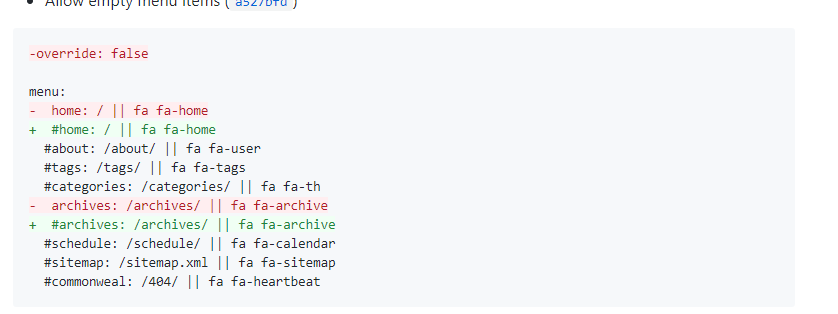 • Allow empty menu items (a527bfd)
-override: false
menu:
-  home: / || fa fa-home
+  #home: / || fa fa-home
  #about: /about/ || fa fa-user
  #tags: /tags/ || fa fa-tags
  #categories: /categories/ || fa fa-th
-  archives: /archives/ || fa fa-archive
+  #archives: /archives/ || fa fa-archive
  #schedule: /schedule/ || fa fa-calendar
  #sitemap: /sitemap.xml || fa fa-sitemap
  #commonweal: /404/ || fa fa-heartbeat